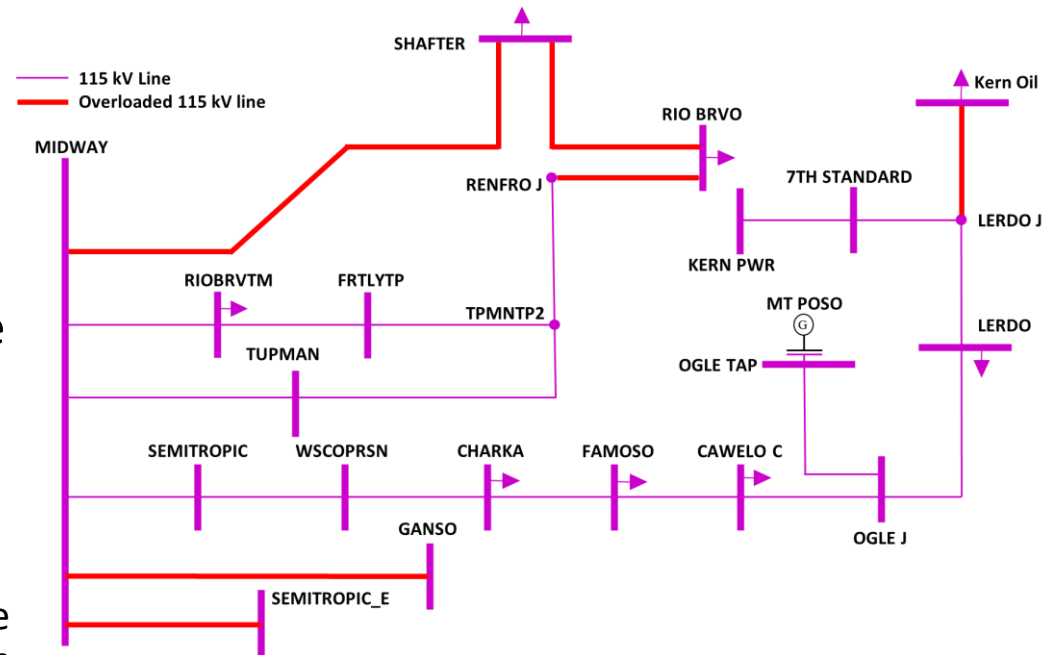 SHAFTER
115 kV Line
Overloaded 115 kV line
Kern Oil
RIO BRVO
MIDWAY
7TH STANDARD
RENFRO J
LERDO J
KERN PWR
RIOBRVTM
FRTLYTP
MT POSO
TPMNTP2
G
LERDO
e
TUPMAN
OGLE TAP
SEMITROPIC
WSCOPRSN
CHARKA
FAMOSO
CAWELO C
GANSO
OGLE J
SEMITROPIC_E
e